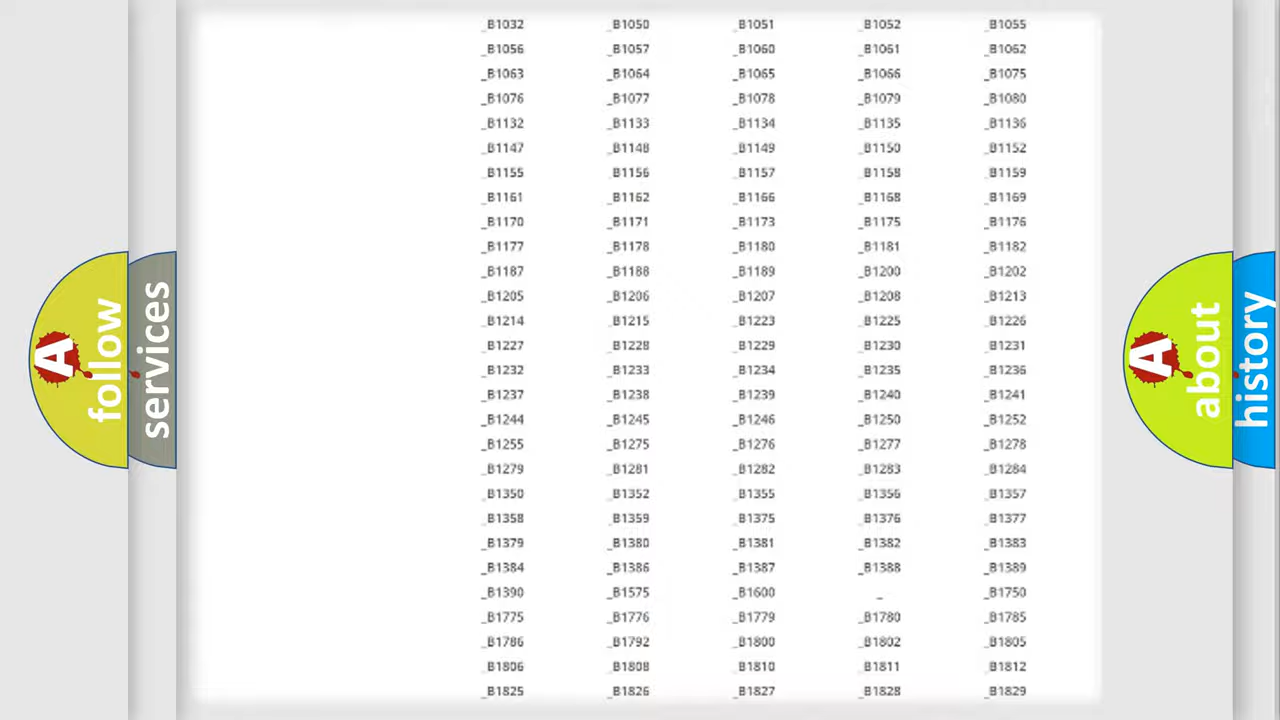 _B1032 _B1050 _B1051 _B1052 _B1055
_B1056 _B1057 _B1060 _B1061 _B1062
_B1063 _B1064 _B1065 _B1066 _B1075
_B1076 _B1077 _B1078 _B1079 _B1080
_B1132 _B1133 _B1134 _B1135 _B1136
_B1147 _B1148 _B1149 _B1150 _B1152
_B1155 _B1156 _B1157 _B1158 _B1159
_B1161 _B1162 _B1166 _B1168 _B1169
_B1170 _B1171 _B1173 _B1175 _B1176
_B1177 _B1178 _B1180 _B1181 _B1182
_B1187 _B1188 _B1189 _B1200 _B1202
_B1205 _B1206 _B1207 _B1208 _B1213
_B1214 _B1215 _B1223 _B1225 _B1226
_B1227 _B1228 _B1229 _B1230 _B1231
_B1232 _B1233 _B1234 _B1235 _B1236
_B1237 _B1238 _B1239 _B1240 _B1241
_B1244 _B1245 _B1246 _B1250 _B1252
_B1255 _B1275 _B1276 _B1277 _B1278
_B1279 _B1281 _B1282 _B1283 _B1284
_B1350 _B1352 _B1355 _B1356 _B1357
_B1358 _B1359 _B1375 _B1376 _B1377
_B1379 _B1380 _B1381 _B1382 _B1383
_B1384 _B1386 _B1387 _B1388 _B1389
_B1390 _B1575 _B1600 _ _B1750
_B1775 _B1776 _B1779 _B1780 _B1785
_B1786 _B1792 _B1800 _B1802 _B1805
_B1806 _B1808 _B1810 _B1811 _B1812
_B1825 _B1826 _B1827 _B1828 _B1829
A
follow
services
A
about
history